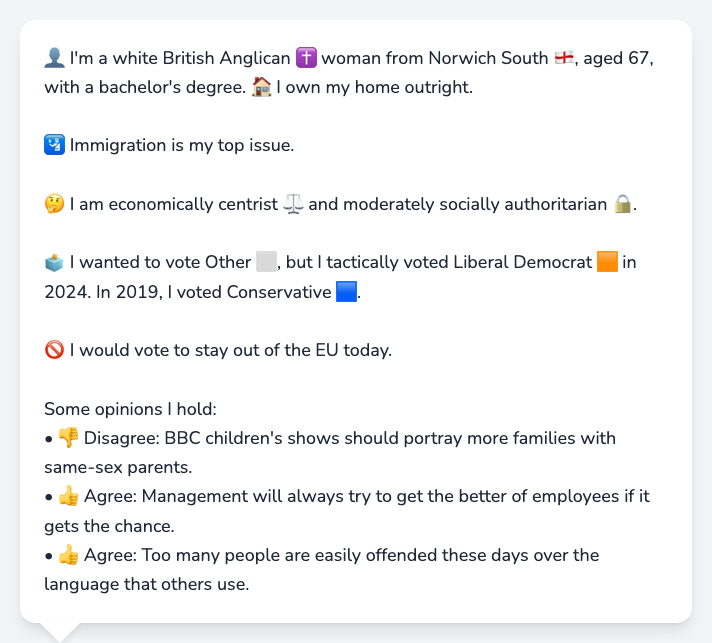 👤 I'm a white British Anglican ✝️ woman from Norwich South 🏴󠁧󠁢󠁥󠁮󠁧󠁿, aged 67,
with a bachelor's degree. 🏠 I own my home outright.
🛂 Immigration is my top issue.
🤔 I am economically centrist ⚖️ and moderately socially authoritarian 🔒.
🗳️ I wanted to vote Other ⬜, but I tactically voted Liberal Democrat 🟧 in
2024. In 2019, I voted Conservative 🟦.
🚫 I would vote to stay out of the EU today.
Some opinions I hold:
• 👎 Disagree: BBC children's shows should portray more families with
same-sex parents.
• 👍 Agree: Management will always try to get the better of employees if it
gets the chance.
• 👍 Agree: Too many people are easily offended these days over the
language that others use.